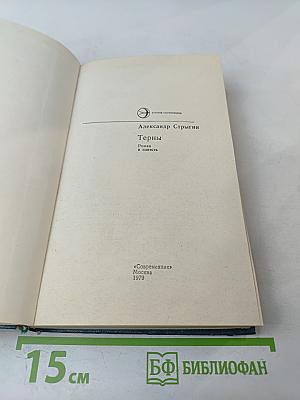 Александр Стрыгин
Терны
Роман
и повесть
«Современник»
Москва
1979
15 см
БФ БИБЛИОФАН